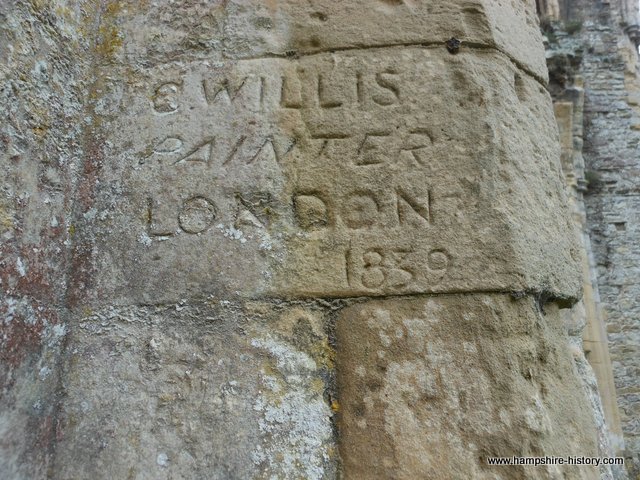 C WILLIS
PAINTER
LONDON
1839
www.hampshire-history.com